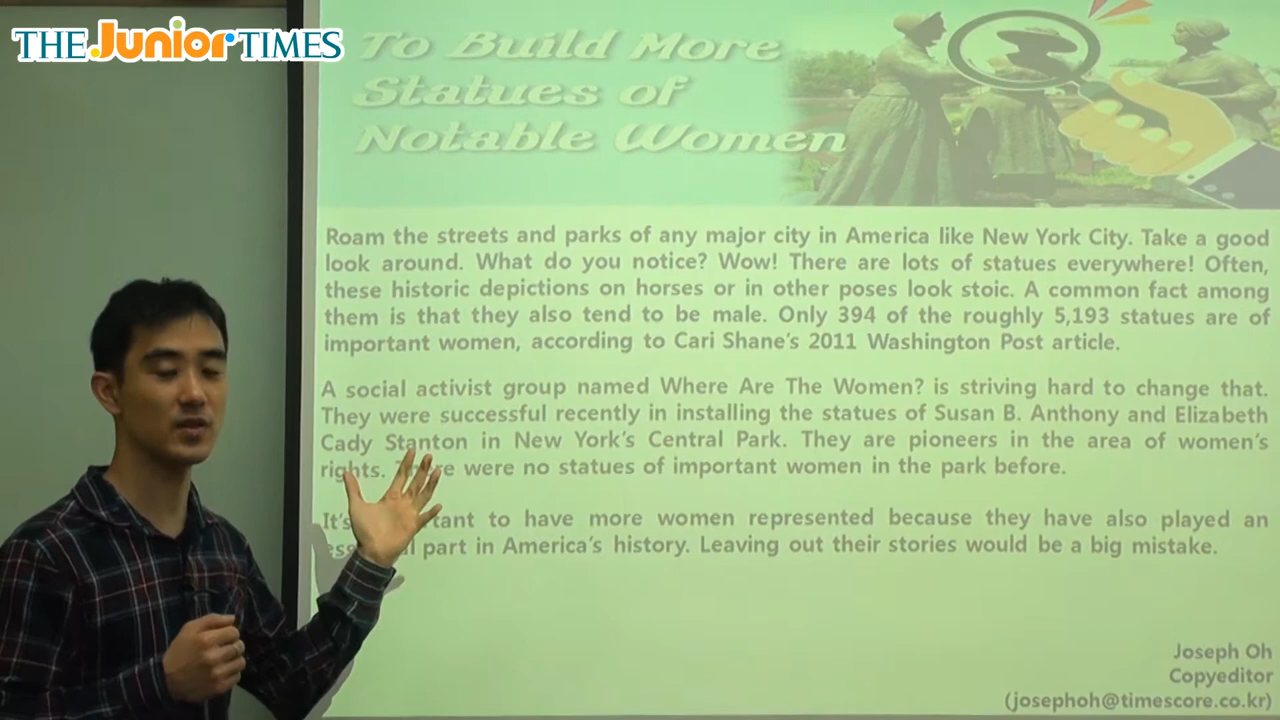 THE Junior TIMES
To Build More
Statues of
Notable Women
Roam the streets and parks of any major city in America like New York City. Take a good
look around. What do you notice? Wow! There are lots of statues everywhere! Often,
these historic depictions on horses or in other poses look stoic. A common fact among
them is that they also tend to be male. Only 394 of the roughly 5,193 statues are of
important women, according to Cari Shane's 2011 Washington Post article.
A social activist group named Where Are The Women? is striving hard to change that.
They were successful recently in installing the statues of Susan B. Anthony and Elizabeth
Cady Stanton in New York's Central Park. They are pioneers in the area of women's
rights. were no statues of important women in the park before.
It's to have more women represented because they have also played an
part in America's history. Leaving out their stories would be a big mistake.
Joseph Oh
Copyeditor
(josephoh@timescore.co.kr)